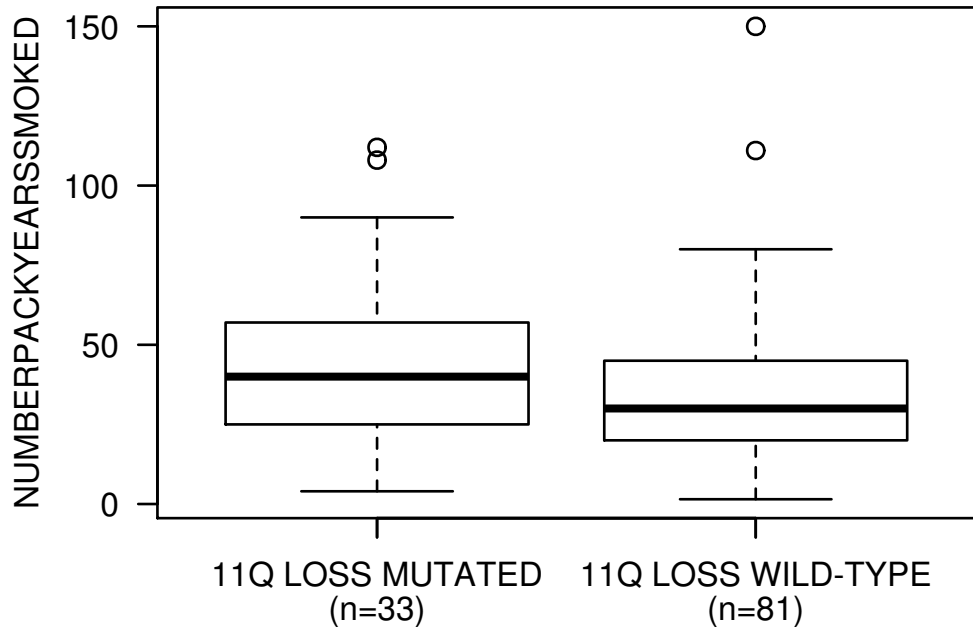 NUMBERPACKYEARSSMOKED
150
100
50
0
11Q LOSS MUTATED
(n=33)
11Q LOSS WILD-TYPE
(n=81)